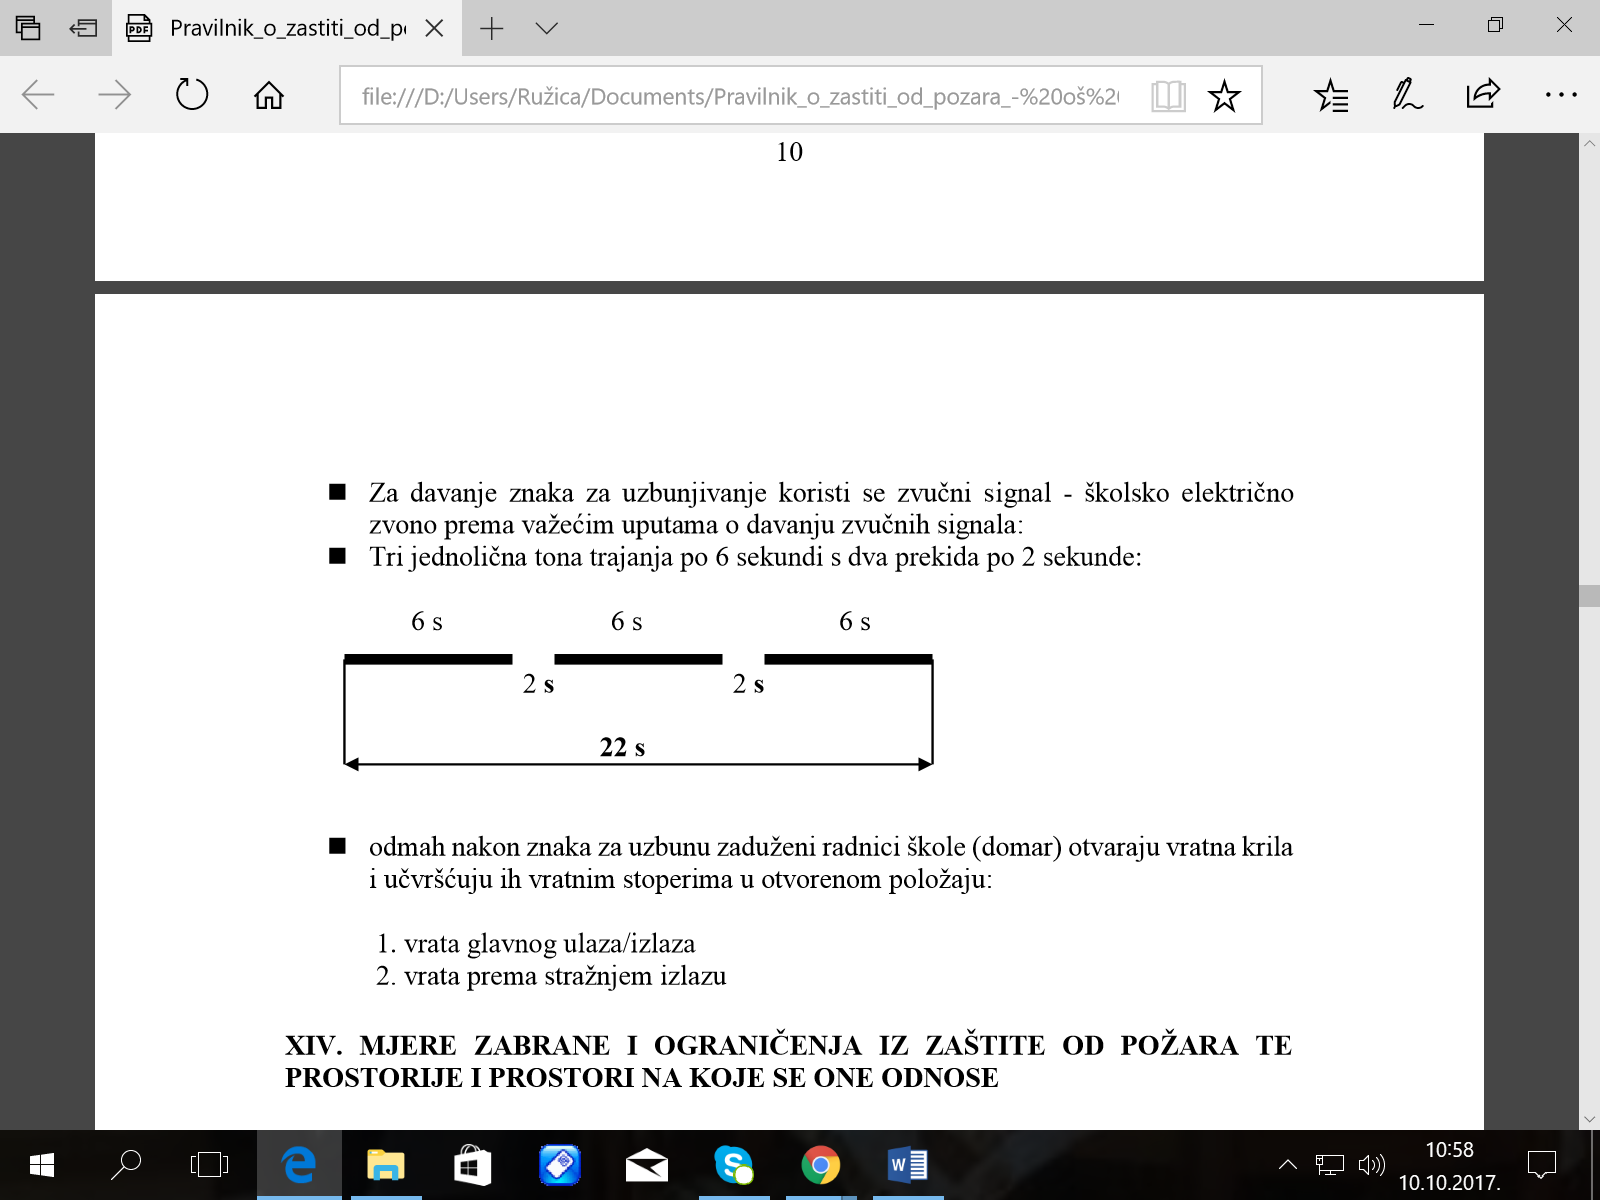 Pravilnik_o_zastiti_od_p
file:///D:/Users/Ružica/Documents/Pravilnik_o_zastiti_od_pozara_-%20oš%2
10
■ Za davanje znaka za uzbunjivanje koristi se zvučni signal - školsko električno
zvono prema važećim uputama o davanju zvučnih signala:
■ Tri jednolična tona trajanja po 6 sekundi s dva prekida po 2 sekunde:
6 s 6 s 6 s
2 s 2 s
22 s
■ odmah nakon znaka za uzbunu zaduženi radnici škole (domar) otvaraju vratna krila
i učvršćuju ih vratnim stoperima u otvorenom položaju:
1. vrata glavnog ulaza/izlaza
2. vrata prema stražnjem izlazu
XIV. MJERE ZABRANE I OGRANIČENJA IZ ZAŠTITE OD POŽARA TE
PROSTORIJE I PROSTORI NA KOJE SE ONE ODNOSE
10:58
10.10.2017.